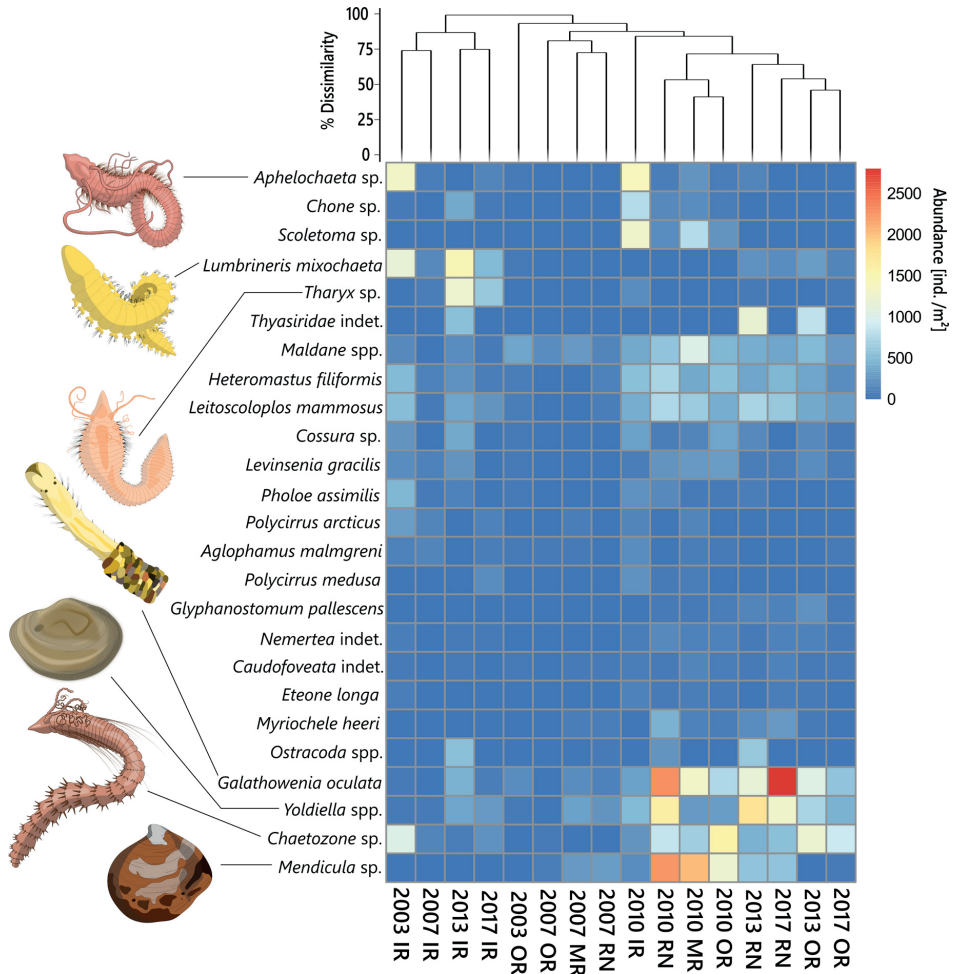 100
75
50
25
0
% Dissimilarity
Aphelochaeta sp.
Chone sp.
Scoletoma sp.
Lumbrineris mixochaeta
Tharyx sp.
Thyasiridae indet.
Maldane spp.
Heteromastus filiformis
Leitoscoloplos mammosus
Cossura sp.
Levinsenia gracilis
Pholoe assimilis
Polycirrus arcticus
Aglophamus malmgreni
Polycirrus medusa
Glyphanostomum pallescens
Nemertea indet.
Caudofoveata indet.
Eteone longa
Myriochele heeri
Ostracoda spp.
Galathowenia oculata
Yoldiella spp.
Chaetozone sp.
Mendicula sp.
2500
2000
1500
1000
500
0
Abundance [ind. /m²]
2003 IR
2007 IR
2013 IR
2017 IR
2003 OR
2007 OR
2007 MR
2007 RN
2010 IR
2010 RN
2010 MR
2010 OR
2013 RN
2017 RN
2013 OR
2017 OR